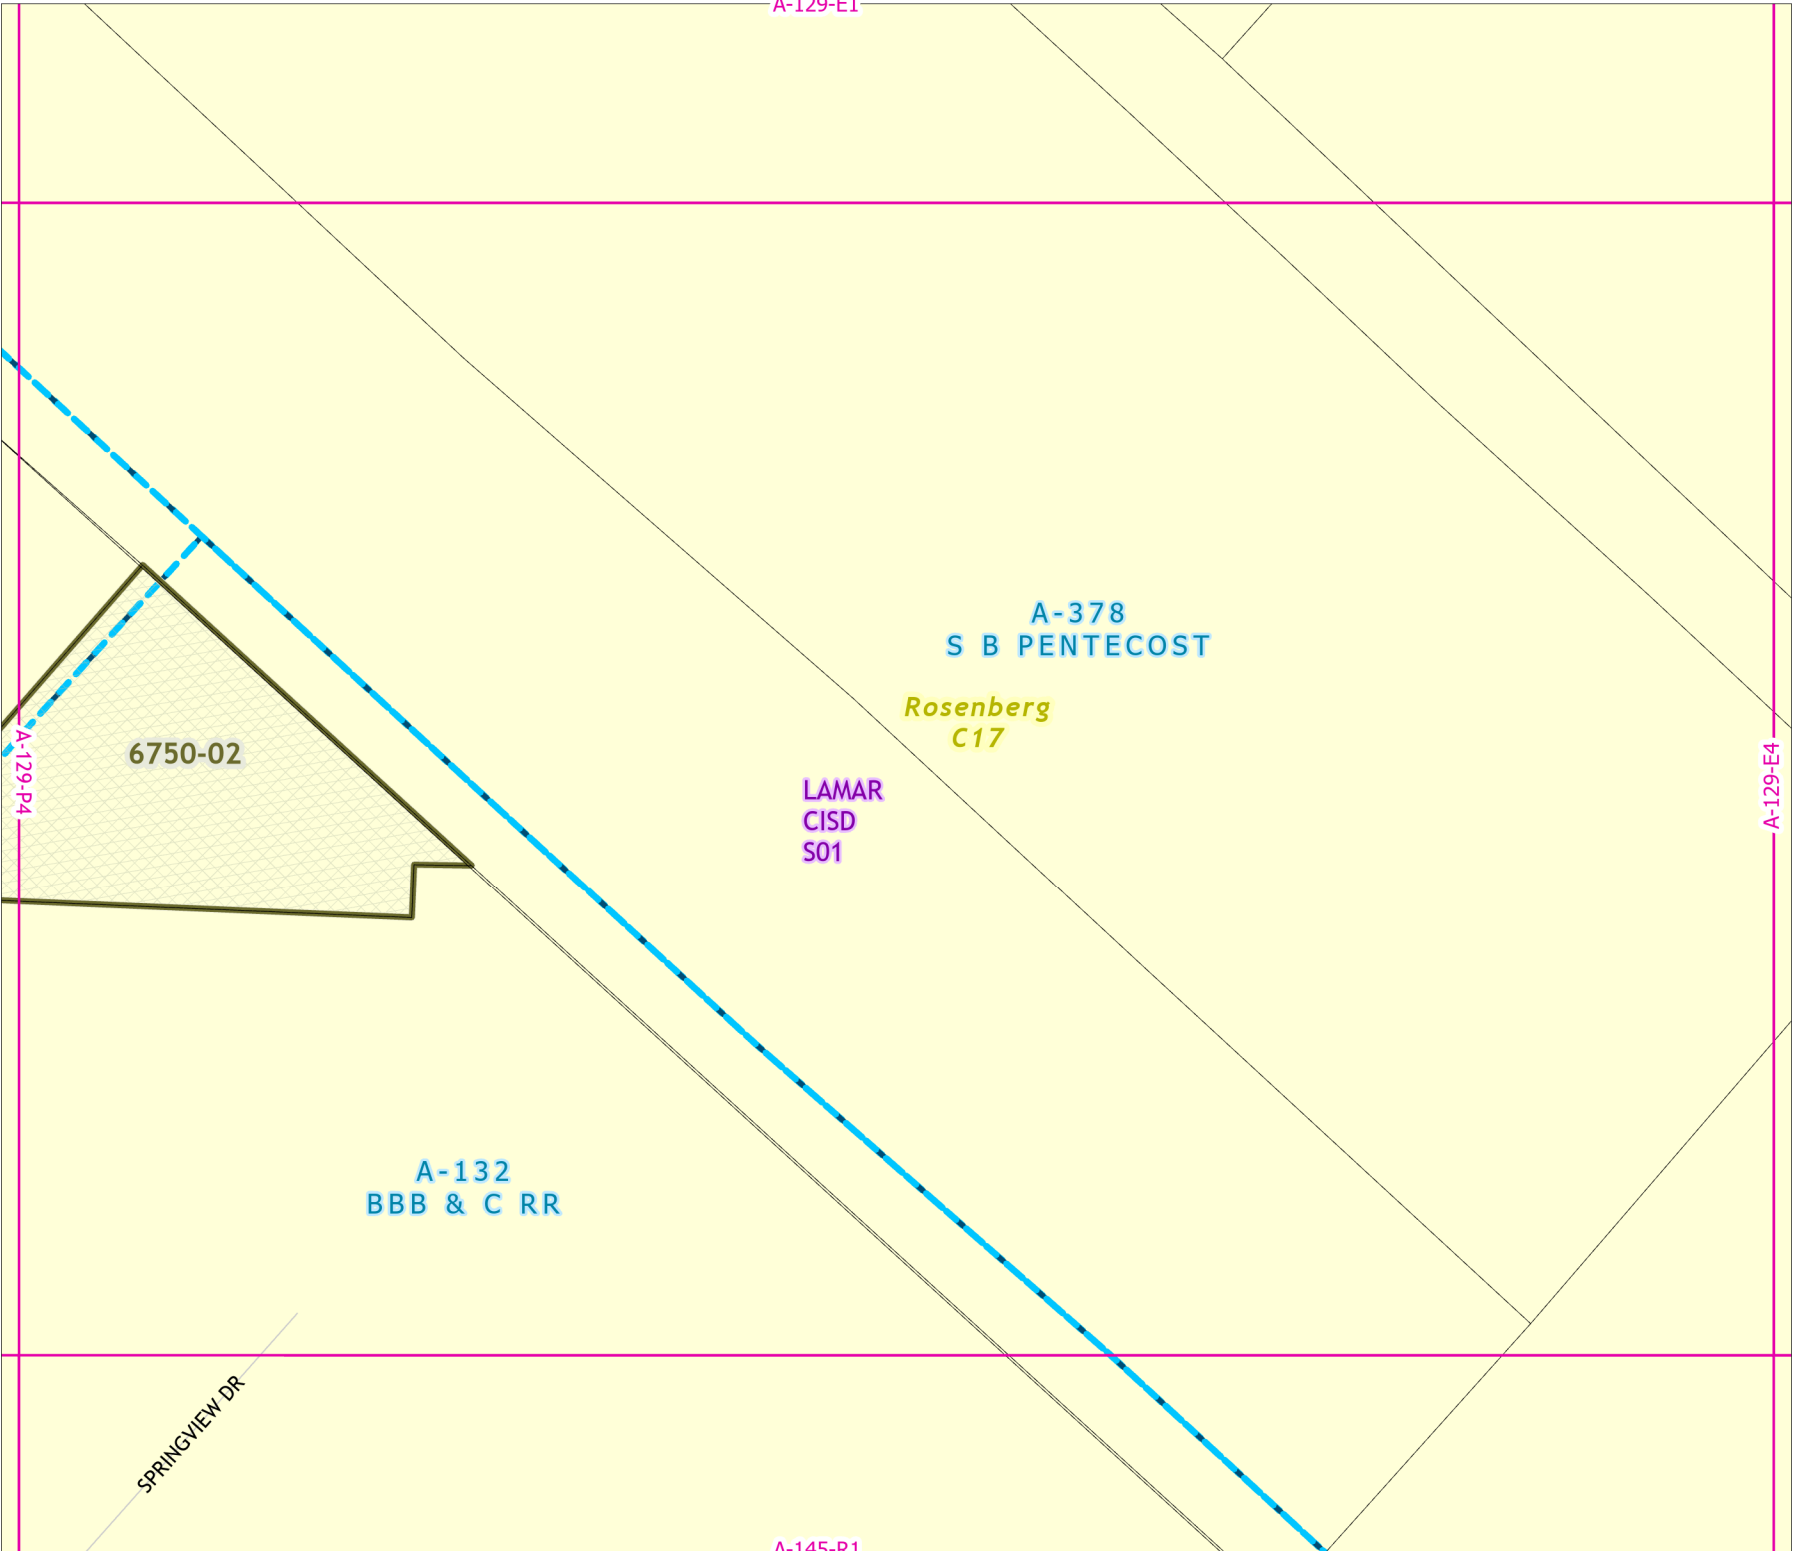 A-129-E1
A-378
S B PENTECOST
Rosenberg
C17
A-129-P4
6750-02
LAMAR
CISD
S01
A-129-E4
A-132
BBB & C RR
SPRINGVIEW DR
A-145-R1